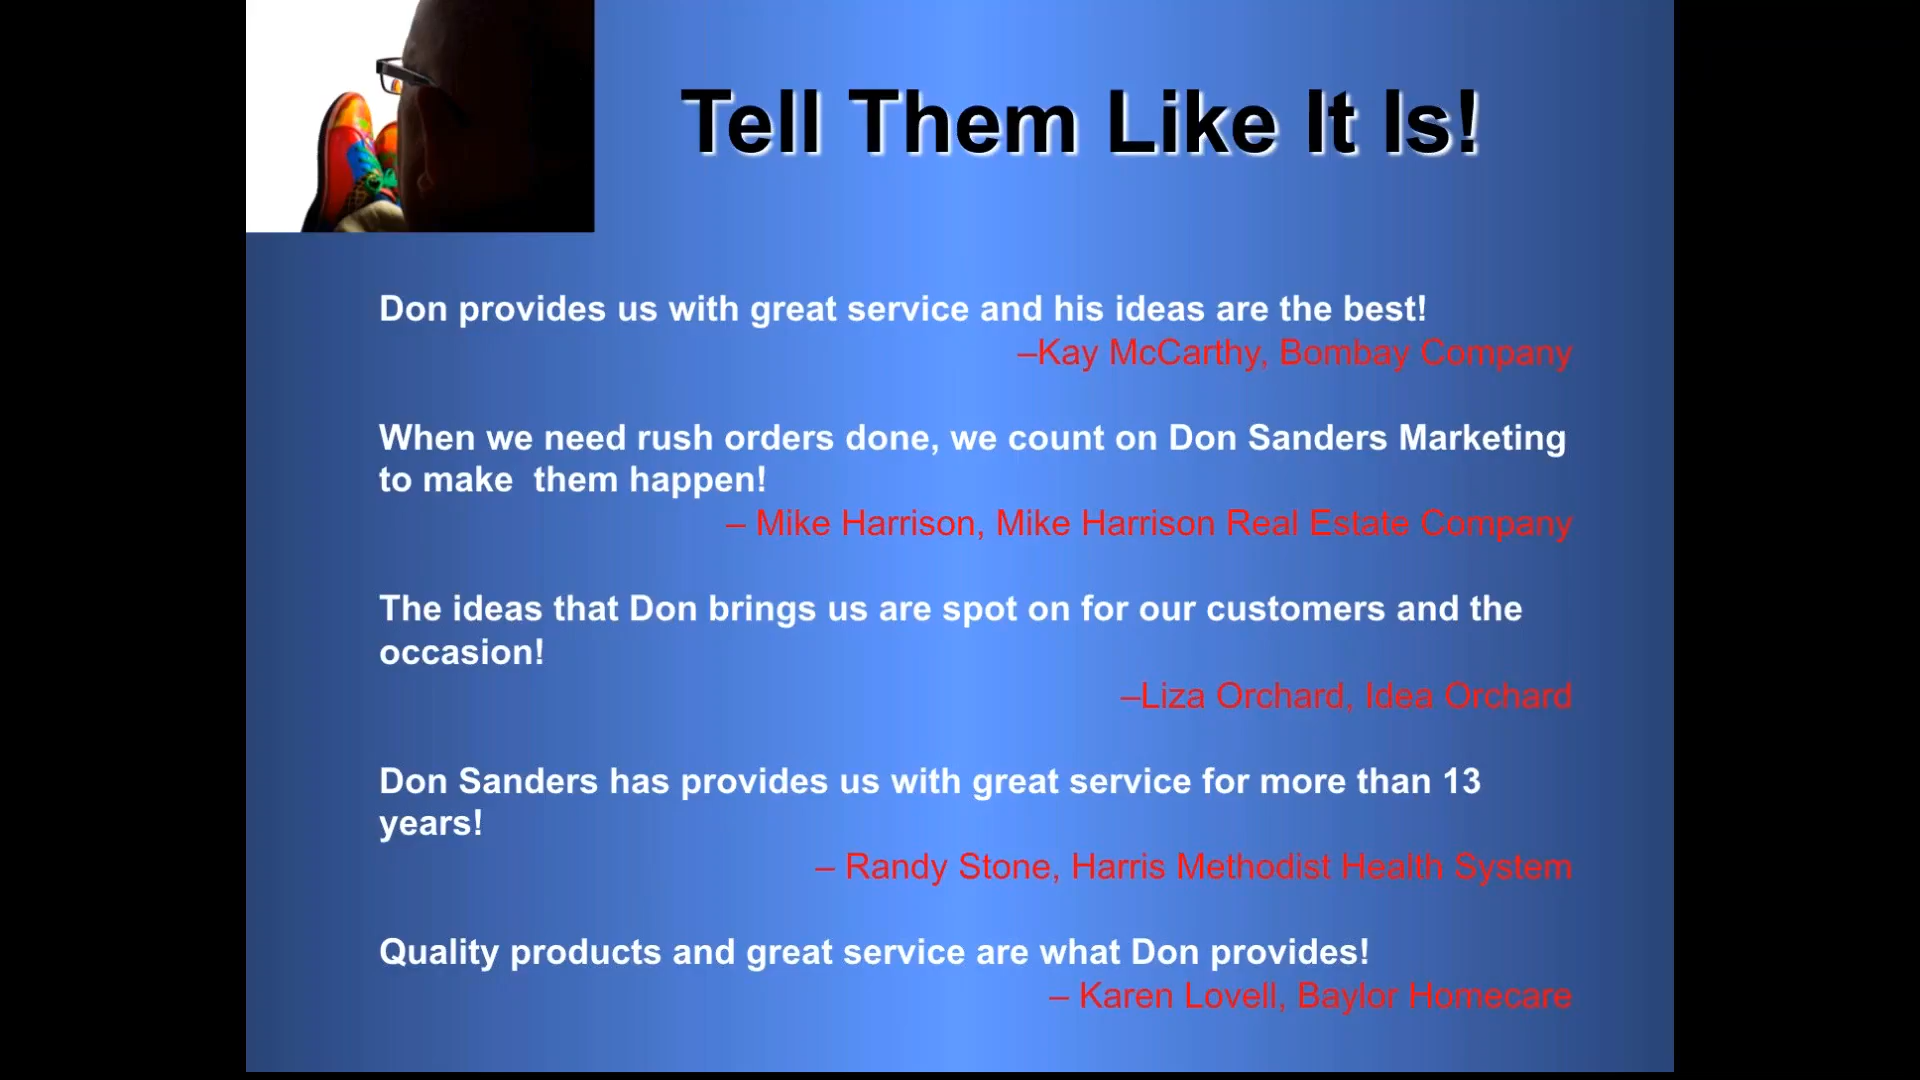 Tell Them Like It Is!
Don provides us with great service and his ideas are the best!
–Kay McCarthy, Bombay Company
When we need rush orders done, we count on Don Sanders Marketing
to make  them happen!
– Mike Harrison, Mike Harrison Real Estate Company
The ideas that Don brings us are spot on for our customers and the
occasion!
–Liza Orchard, Idea Orchard
Don Sanders has provides us with great service for more than 13
years!
– Randy Stone, Harris Methodist Health System
Quality products and great service are what Don provides!
– Karen Lovell, Baylor Homecare